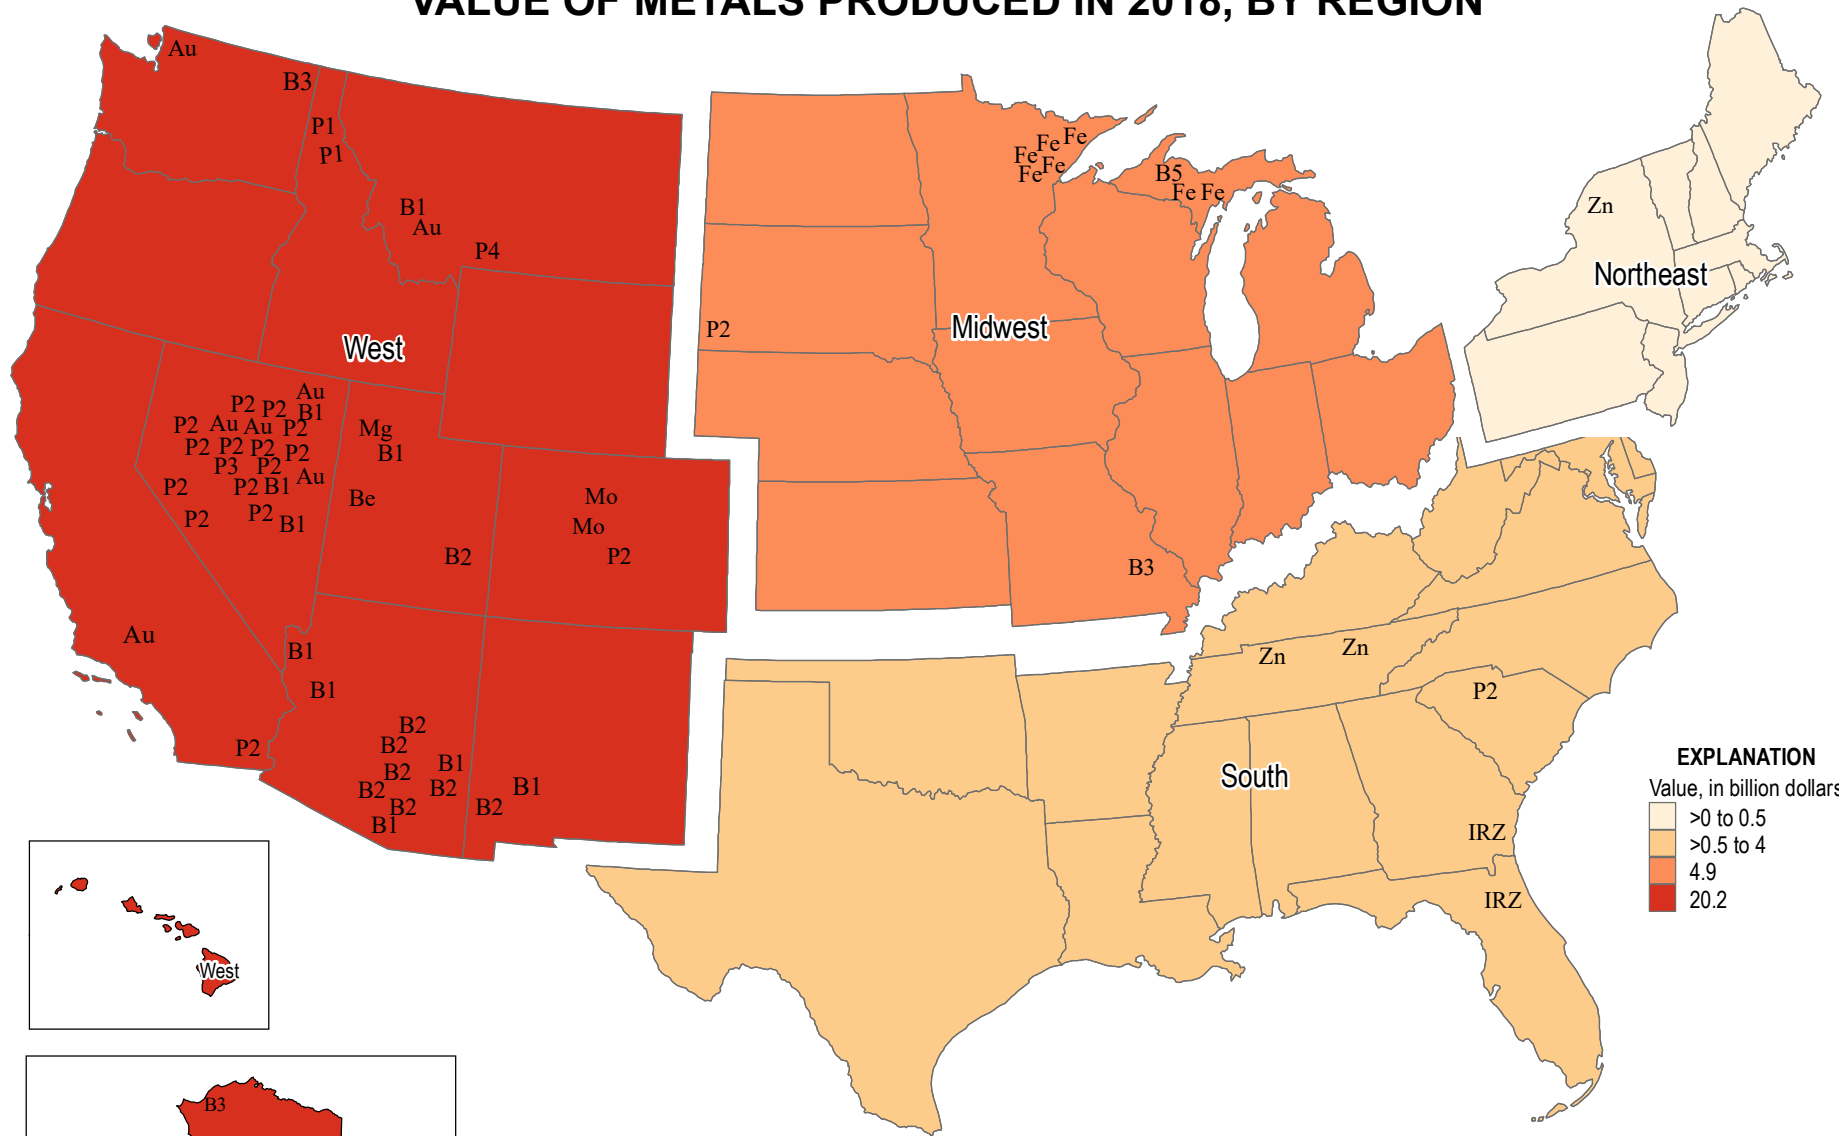 VALUE OF METALS PRODUCED IN 2018, BY REGION
Au
B3
P1
P1
B1
Au
P4
West
Au
P2
P2
B1
P2
Au
Au
P2
P2
P2
P2
P2
P3
P2
Au
P2
P2
B1
P2
P2
B1
Mg
B1
Be
B2
Mo
Mo
P2
Au
P2
B1
B1
B2
B2
B2
B1
B2
B2
B2
B1
B1
B2
Fe
Fe
Fe
Fe
Fe
B5
Fe Fe
P2
Midwest
B3
Zn
Northeast
Zn
Zn
P2
South
IRZ
IRZ
EXPLANATION
Value, in billion dollars
>0 to 0.5
>0.5 to 4
4.9
20.2
West
B3